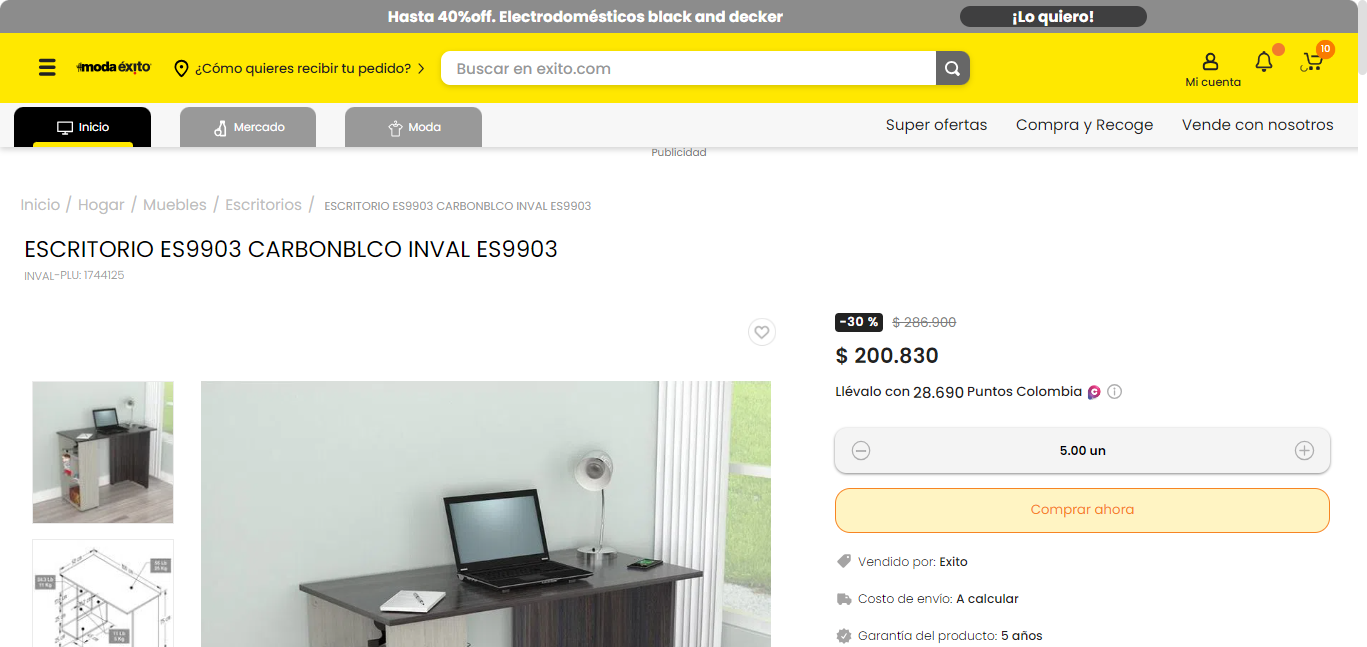 Hasta 40%off. Electrodomésticos black and decker
¡Lo quiero!
moda éxito
¿Cómo quieres recibir tu pedido?
Buscar en exito.com
Mi cuenta
10
Inicio
Mercado
Moda
Super ofertas
Compra y Recoge
Vende con nosotros
Publicidad
Inicio / Hogar / Muebles / Escritorios / ESCRITORIO ES9903 CARBONBLCO INVAL ES9903
ESCRITORIO ES9903 CARBONBLCO INVAL ES9903
INVAL-PLU: 1744125
-30 % $ 286.900
$ 200.830
Llévalo con 28.690 Puntos Colombia
5.00 un
Comprar ahora
Vendido por: Exito
Costo de envío: A calcular
Garantía del producto: 5 años